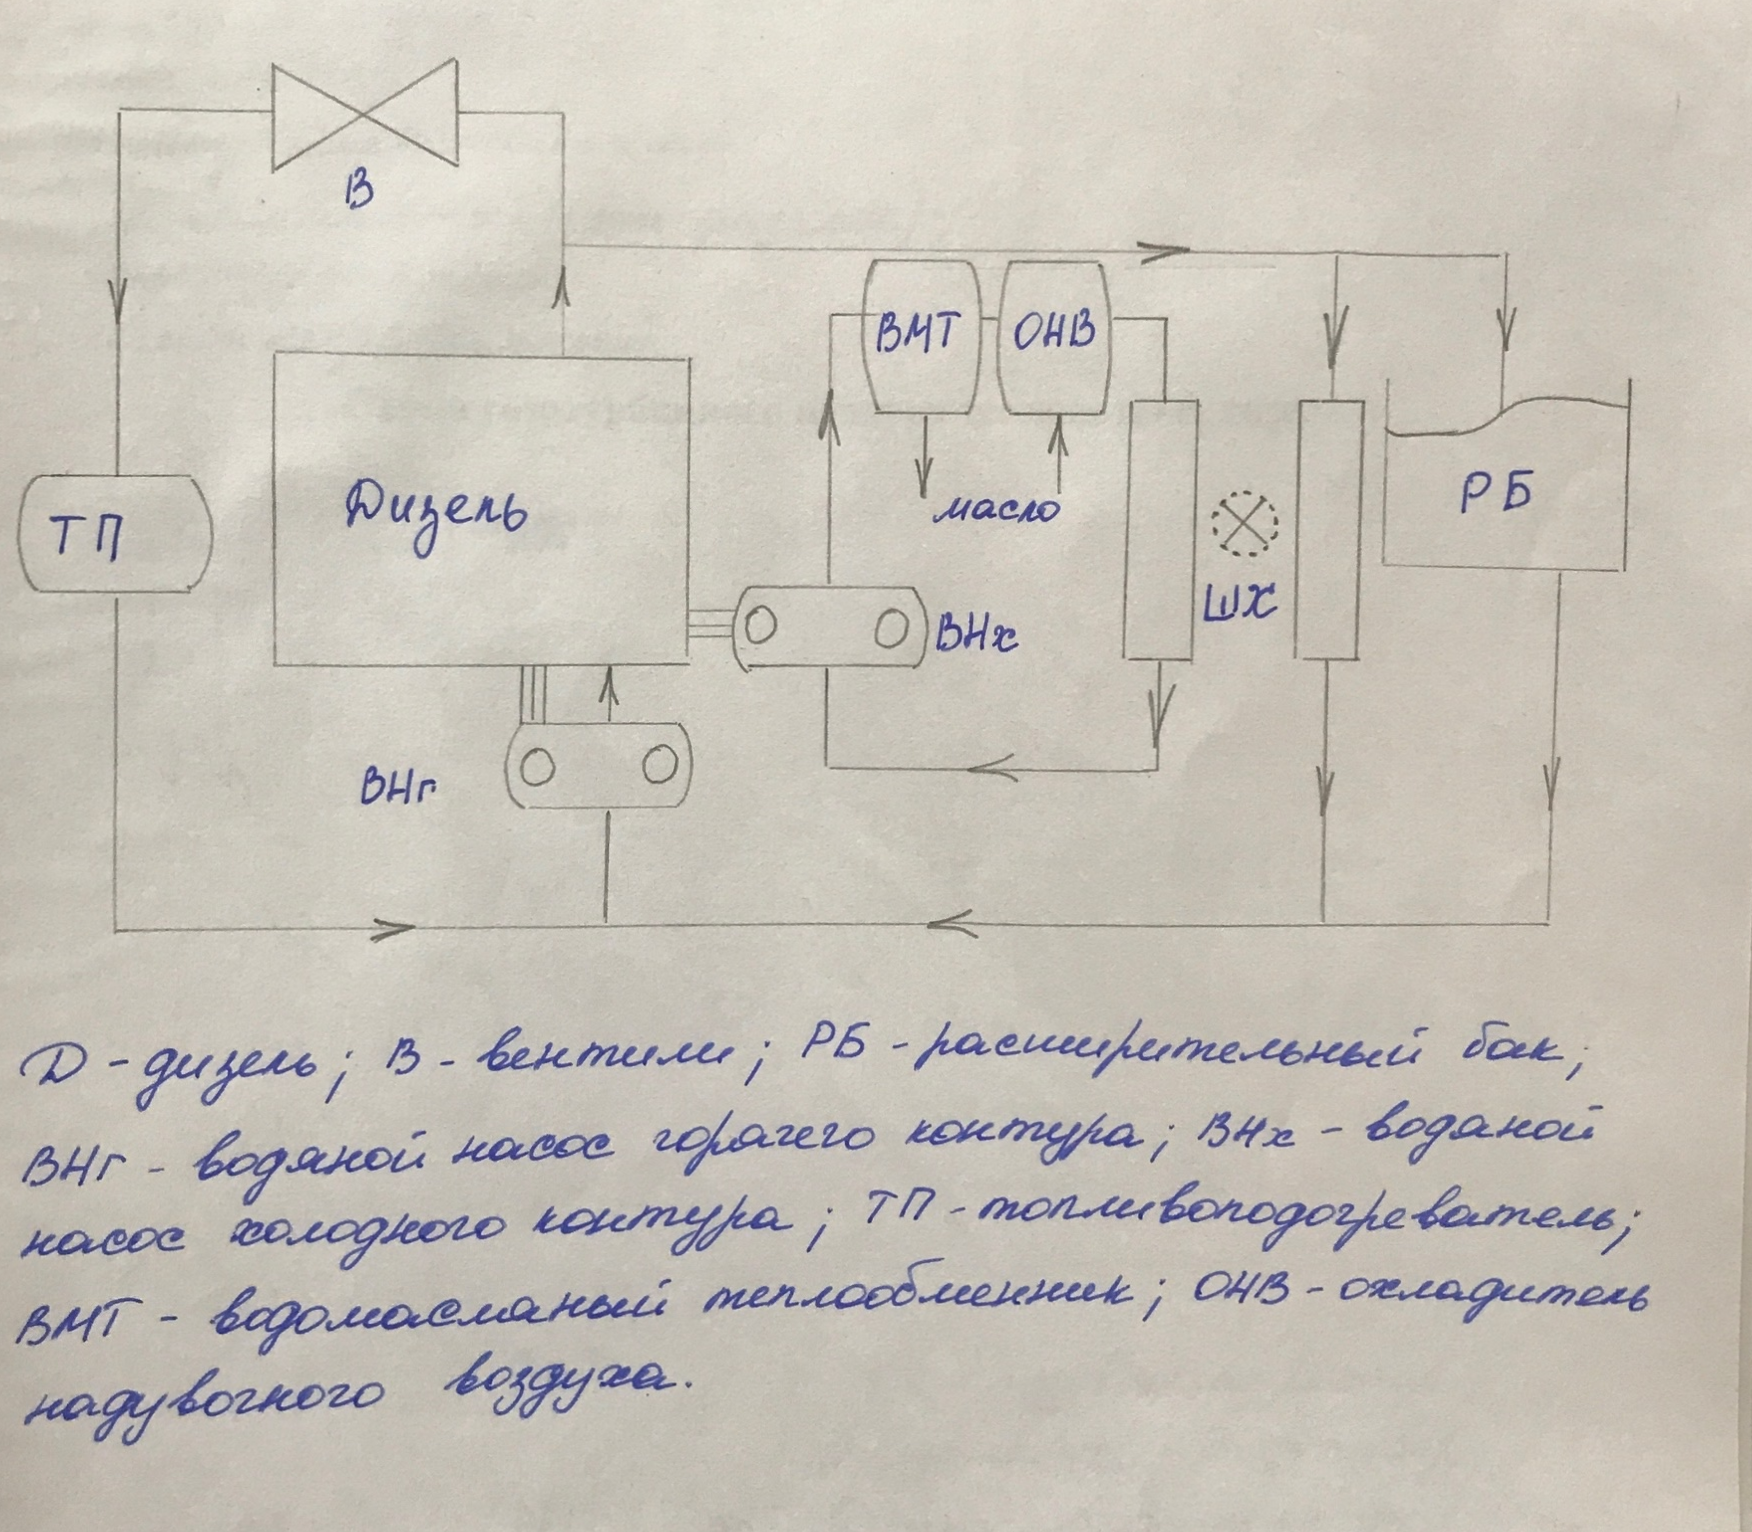 В
ВМТ
ОНВ
ТП
Дизель
масло
РБ
ШХ
ВНх
ВНг
Д - дизель; В - вентили; РБ - расширительный бак;
ВНг - водяной насос горячего контура; ВНх - водяной
насос холодного контура; ТП - топливоподогреватель;
ВМТ - водомасляный теплообменник; ОНВ - охладитель
надувочного воздуха.